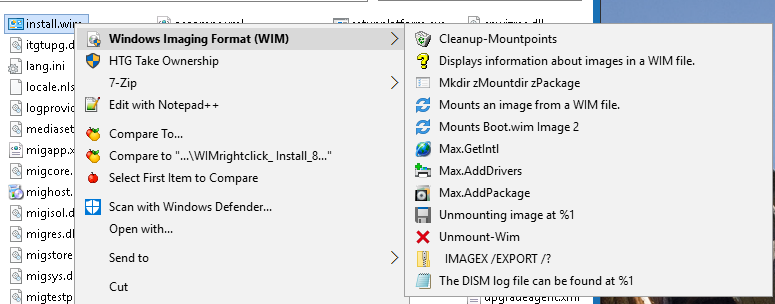 install.wim
Windows Imaging Format (WIM)
HTG Take Ownership
7-Zip
Edit with Notepad++
Compare To...
Compare to "...\WIMrightclick_ Install_8..."
Select First Item to Compare
Scan with Windows Defender...
Open with...
Send to
Cut
Cleanup-Mountpoints
Displays information about images in a WIM file.
Mkdir zMountdir zPackage
Mounts an image from a WIM file.
Mounts Boot.wim Image 2
Max.GetIntl
Max.AddDrivers
Max.AddPackage
Unmounting image at %1
Unmount-Wim
IMAGEX /EXPORT /?
The DISM log file can be found at %1
itgtupg.d
lang.ini
locale.nls
logprovid
mediaset
migapp.x
migcore.
mighost.
migisol.d
migres.dl
migstore
migsys.d
migtestp
upgradeagent.xml